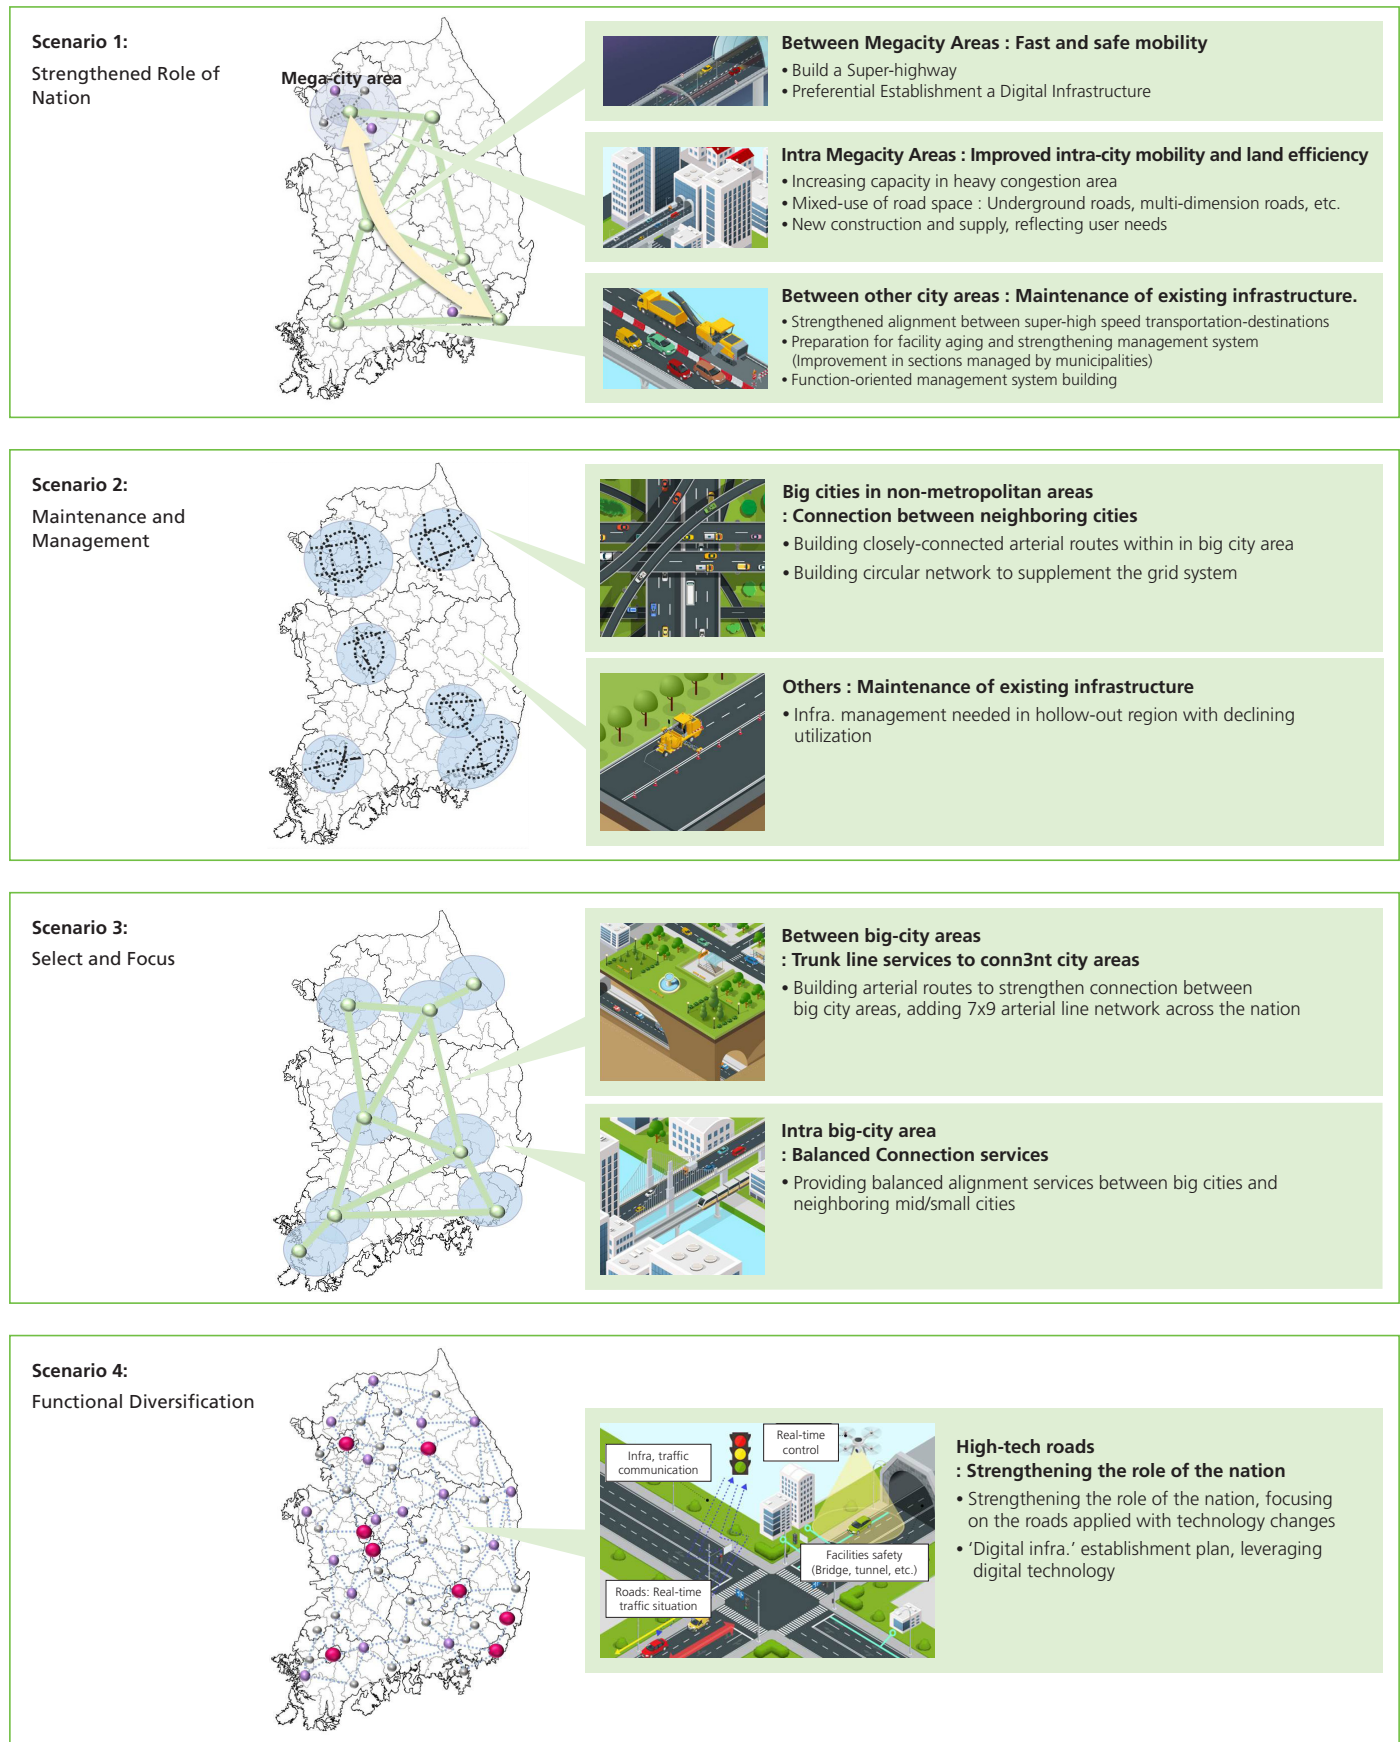 Scenario 1:
Strengthened Role of
Nation
Mega-city area
Between Megacity Areas : Fast and safe mobility
• Build a Super-highway
• Preferential Establishment a Digital Infrastructure
Intra Megacity Areas : Improved intra-city mobility and land efficiency
• Increasing capacity in heavy congestion area
• Mixed-use of road space : Underground roads, multi-dimension roads, etc.
• New construction and supply, reflecting user needs
Between other city areas : Maintenance of existing infrastructure.
• Strengthened alignment between super-high speed transportation-destinations
• Preparation for facility aging and strengthening management system
(Improvement in sections managed by municipalities)
• Function-oriented management system building
Scenario 2:
Maintenance and
Management
Big cities in non-metropolitan areas
: Connection between neighboring cities
• Building closely-connected arterial routes within in big city area
• Building circular network to supplement the grid system
Others : Maintenance of existing infrastructure
• Infra. management needed in hollow-out region with declining
utilization
Scenario 3:
Select and Focus
Between big-city areas
: Trunk line services to conn3nt city areas
• Building arterial routes to strengthen connection between
big city areas, adding 7x9 arterial line network across the nation
Intra big-city area
: Balanced Connection services
• Providing balanced alignment services between big cities and
neighboring mid/small cities
Scenario 4:
Functional Diversification
Infra, traffic
communication
Real-time
control
Facilities safety
(Bridge, tunnel, etc.)
Roads: Real-time
traffic situation
High-tech roads
: Strengthening the role of the nation
• Strengthening the role of the nation, focusing
on the roads applied with technology changes
• ‘Digital infra.’ establishment plan, leveraging
digital technology